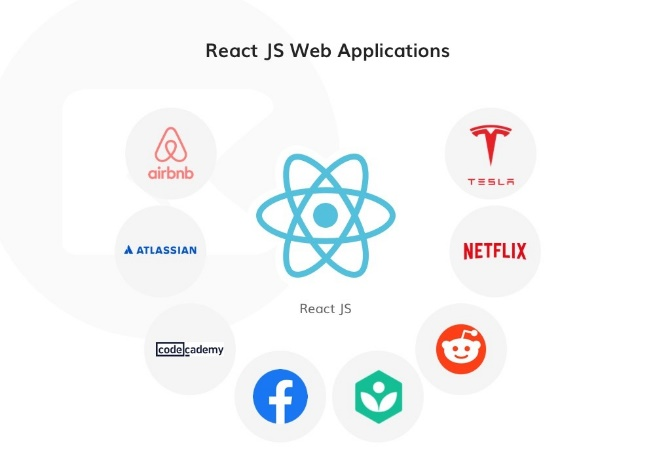 React JS Web Applications
airbnb
TESLA
ATLASSIAN
NETFLIX
React JS
codecademy